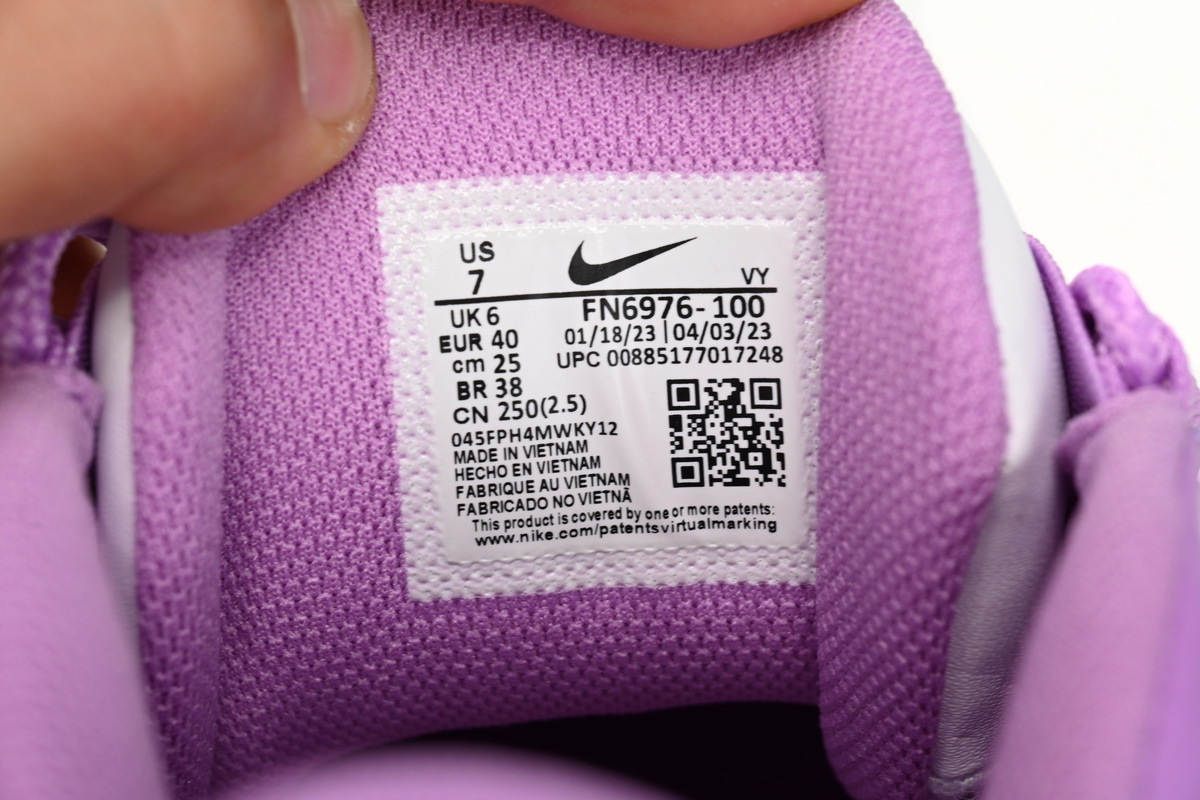 US
7
VY
UK 6
FN6976-100
EUR 40
01/18/23 | 04/03/23
cm 25
UPC 00885177017248
BR 38
CN 250(2.5)
045FPH4MWKY12
MADE IN VIETNAM
HECHO EN VIETNAM
FABRIQUE AU VIETNAM
FABRICADO NO VIETNÃ
This product is covered by one or more patents:
www.nike.com/patentsvirtualmarking